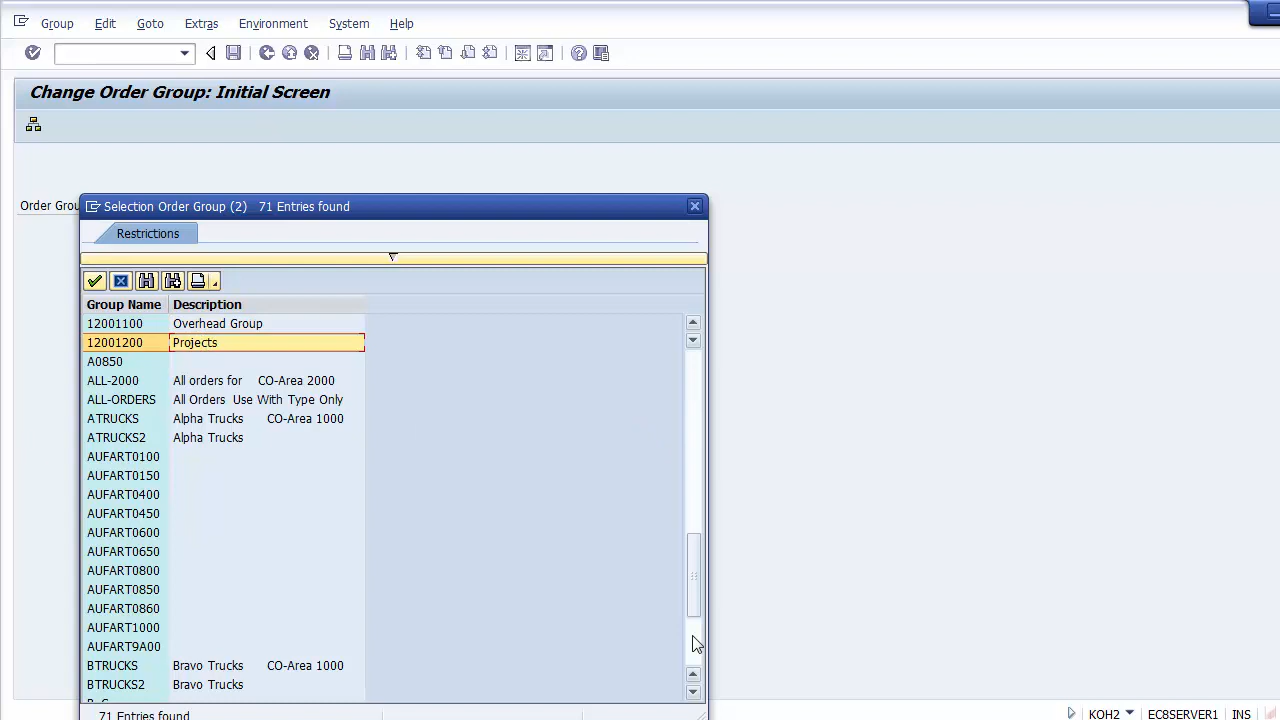 Group Edit Goto Extras Environment System Help
Change Order Group: Initial Screen
Order Grou
Selection Order Group (2) 71 Entries found
Restrictions
Group Name Description
12001100 Overhead Group
12001200 Projects
A0850
ALL-2000 All orders for CO-Area 2000
ALL-ORDERS All Orders Use With Type Only
ATRUCKS Alpha Trucks CO-Area 1000
ATRUCKS2 Alpha Trucks
AUFART0100
AUFART0150
AUFART0400
AUFART0450
AUFART0600
AUFART0650
AUFART0800
AUFART0850
AUFART0860
AUFART1000
AUFART9A00
BTRUCKS Bravo Trucks CO-Area 1000
BTRUCKS2 Bravo Trucks
71 Entries found
KOH2 EC8SERVER1 INS